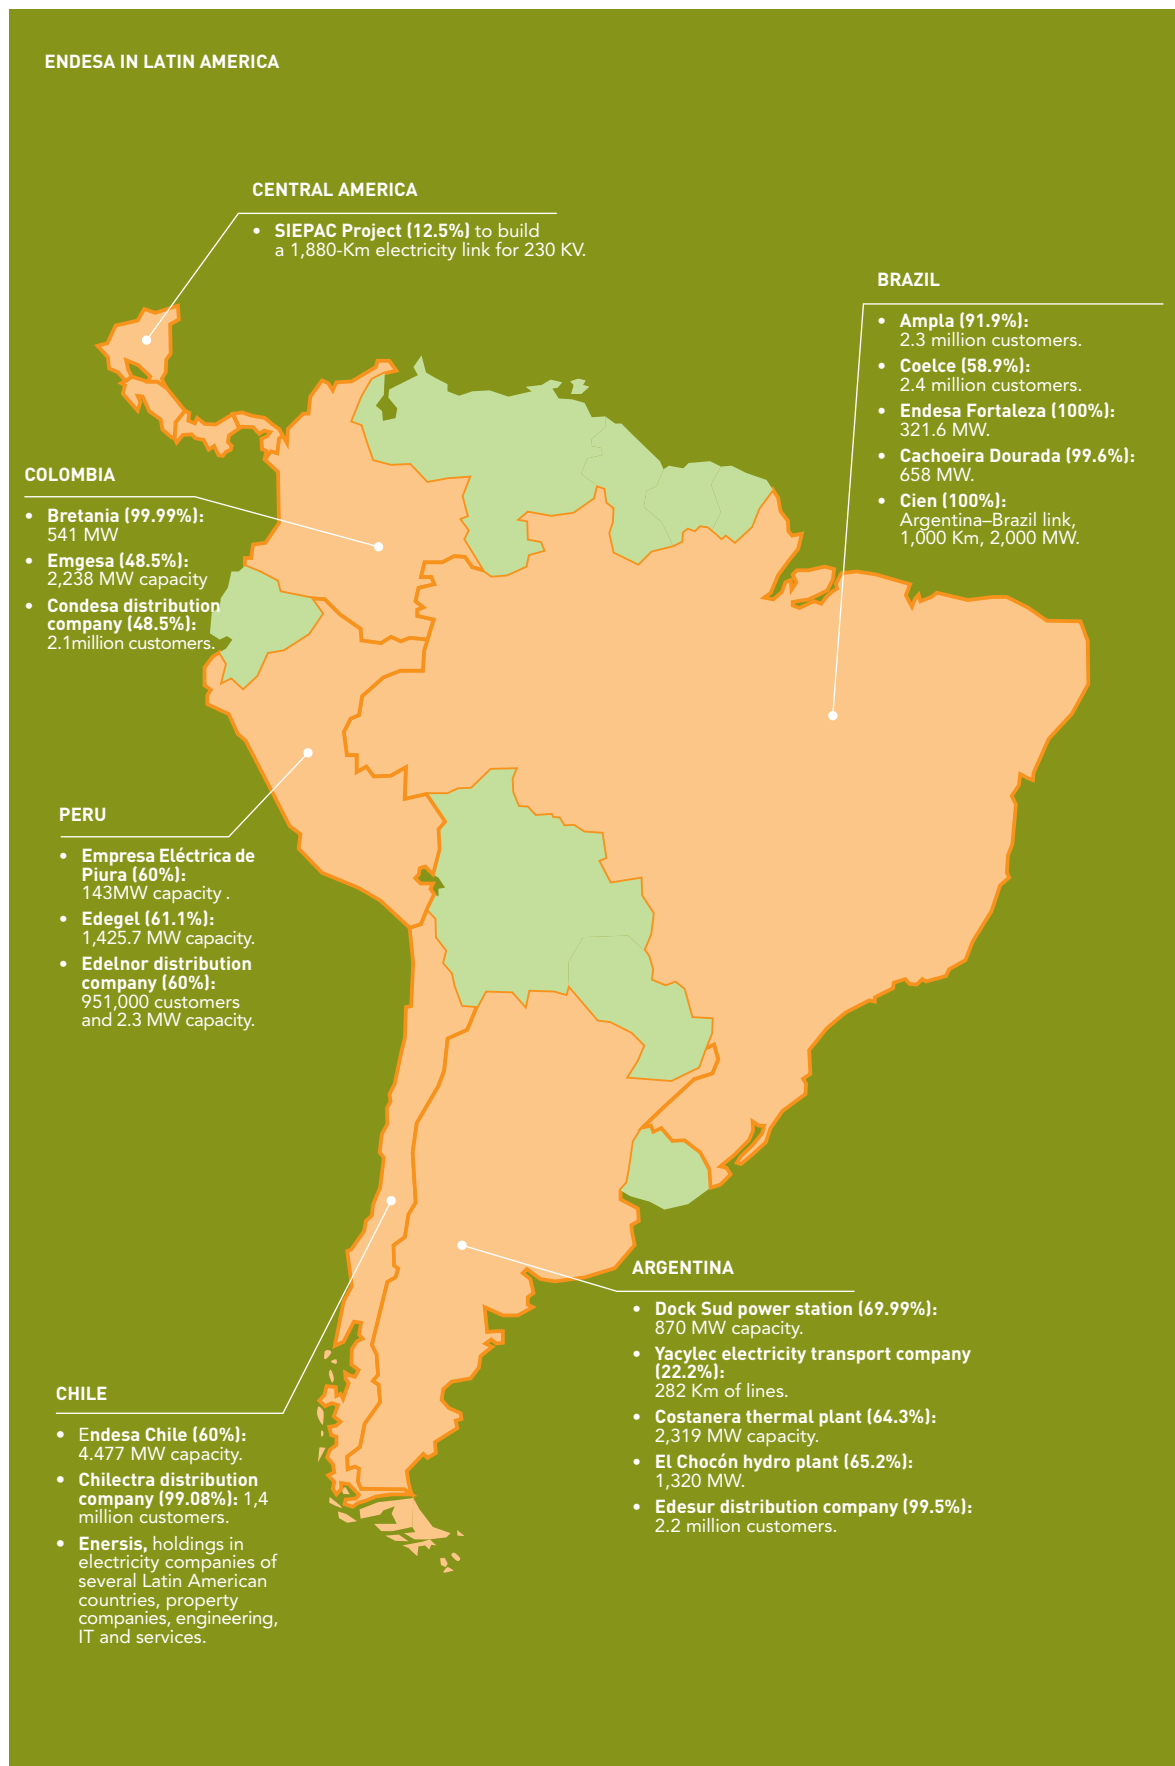 ENDESA IN LATIN AMERICA
CENTRAL AMERICA
• SIEPAC Project (12.5%) to build
a 1,880-Km electricity link for 230 KV.
BRAZIL
• Ampla (91.9%):
2.3 million customers.
• Coelce (58.9%):
2.4 million customers.
• Endesa Fortaleza (100%):
321.6 MW.
• Cachoeira Dourada (99.6%):
658 MW.
• Cien (100%):
Argentina–Brazil link,
1,000 Km, 2,000 MW.
COLOMBIA
• Bretania (99.99%):
541 MW
• Emgesa (48.5%):
2,238 MW capacity
• Condesa distribution
company (48.5%):
2.1million customers.
PERU
• Empresa Eléctrica de
Piura (60%):
143MW capacity .
• Edegel (61.1%):
1,425.7 MW capacity.
• Edelnor distribution
company (60%):
951,000 customers
and 2.3 MW capacity.
ARGENTINA
• Dock Sud power station (69.99%):
870 MW capacity.
• Yacylec electricity transport company
(22.2%):
282 Km of lines.
• Costanera thermal plant (64.3%):
2,319 MW capacity.
• El Chocón hydro plant (65.2%):
1,320 MW.
• Edesur distribution company (99.5%):
2.2 million customers.
CHILE
• Endesa Chile (60%):
4.477 MW capacity.
• Chilectra distribution
company (99.08%): 1,4
million customers.
• Enersis, holdings in
electricity companies of
several Latin American
countries, property
companies, engineering,
IT and services.